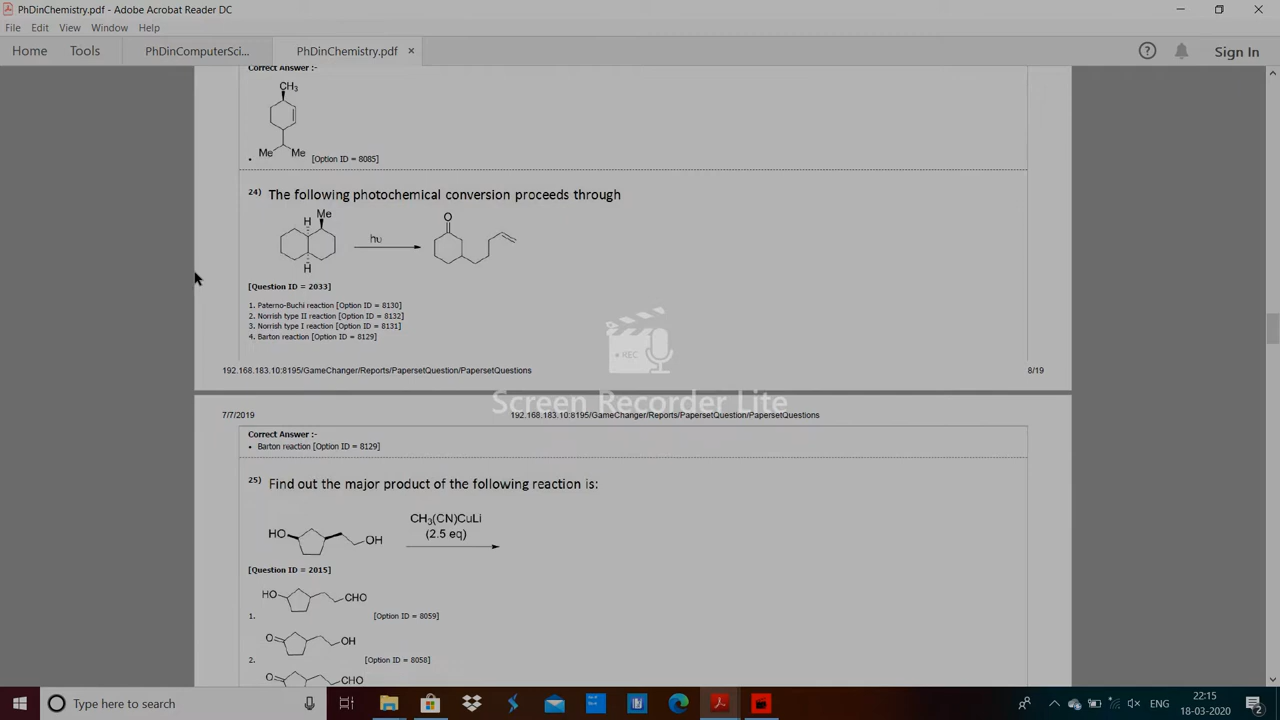 PhDinChemistry.pdf - Adobe Acrobat Reader DC
File Edit View Window Help
Home Tools PhDinComputerSci... PhDinChemistry.pdf × Sign In
Correct Answer :-
CH3
Me Me
• [Option ID = 8085]
24) The following photochemical conversion proceeds through
H Me
O
hυ
H
[Question ID = 2033]
1. Paterno-Buchi reaction [Option ID = 8130]
2. Norrish type II reaction [Option ID = 8132]
3. Norrish type I reaction [Option ID = 8131]
4. Barton reaction [Option ID = 8129]
• REC
192.168.183.10:8195/GameChanger/Reports/PapersetQuestion/PapersetQuestions 8/19
Screen Recorder Lite
7/7/2019 192.168.183.10:8195/GameChanger/Reports/PapersetQuestion/PapersetQuestions
Correct Answer :-
• Barton reaction [Option ID = 8129]
25) Find out the major product of the following reaction is:
CH3(CN)CuLi
(2.5 eq)
HO OH
[Question ID = 2015]
HO CHO
1. [Option ID = 8059]
O OH
2. [Option ID = 8058]
O CHO
Type here to search
ENG
22:15
18-03-2020
2